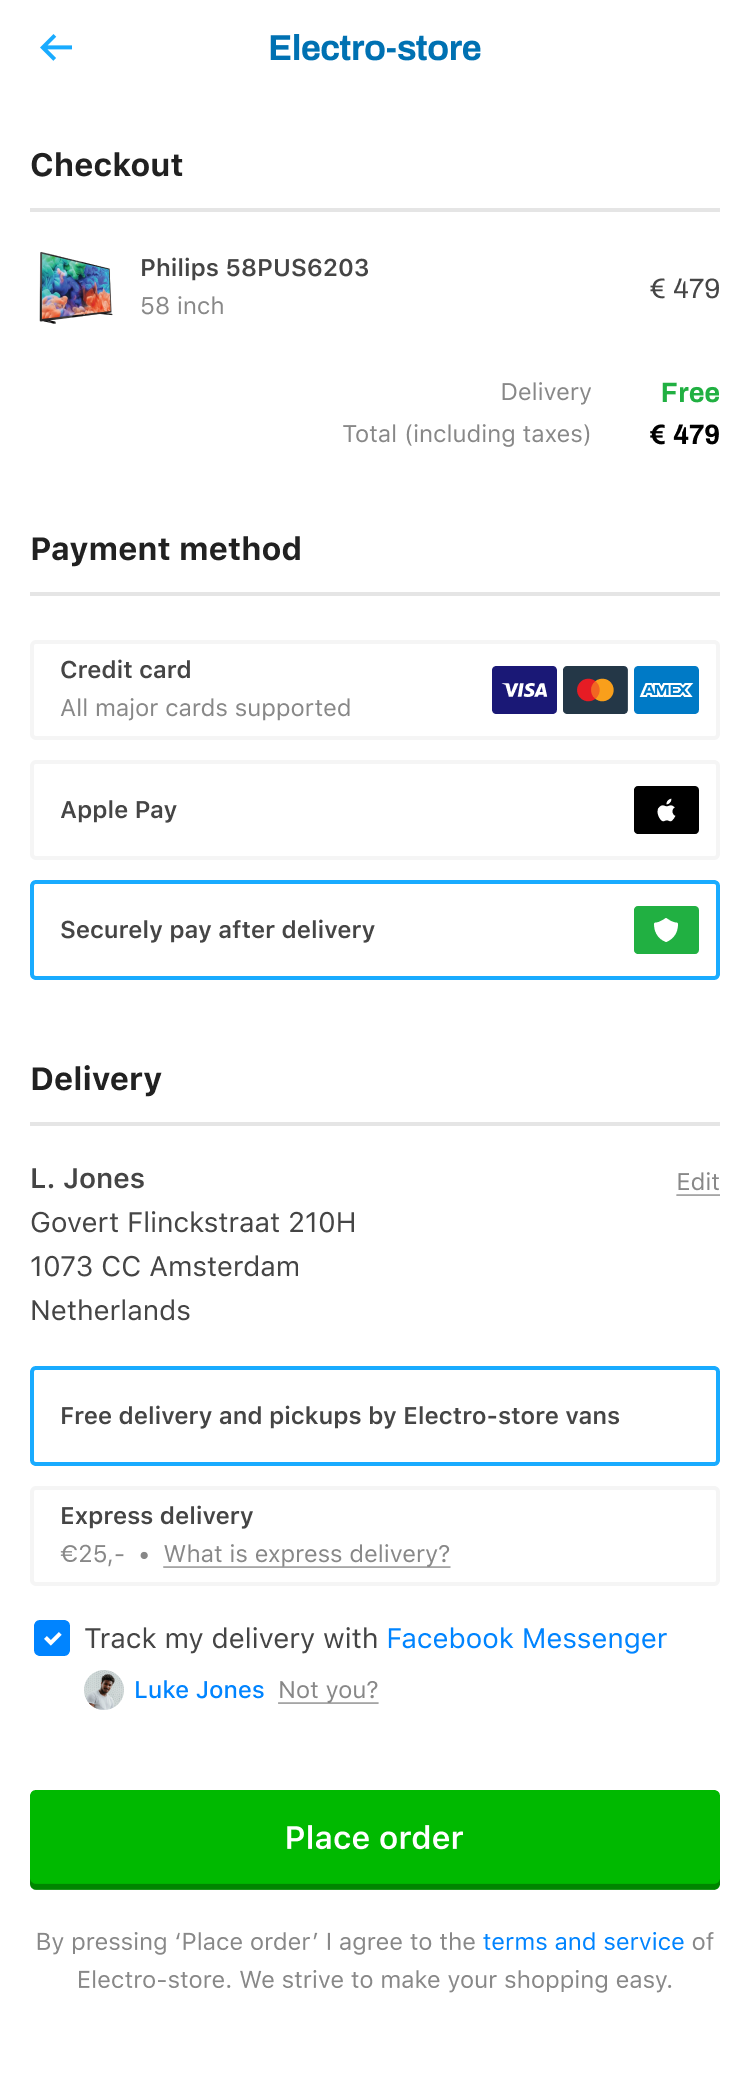 Electro-store
Checkout
Philips 58PUS6203
58 inch
€ 479
Delivery Free
Total (including taxes) € 479
Payment method
Credit card
All major cards supported
VISA AMEX
Apple Pay
Securely pay after delivery
Delivery
L. Jones
Edit
Govert Flinckstraat 210H
1073 CC Amsterdam
Netherlands
Free delivery and pickups by Electro-store vans
Express delivery
€25,- • What is express delivery?
Track my delivery with Facebook Messenger
Luke Jones Not you?
Place order
By pressing ‘Place order’ I agree to the terms and service of
Electro-store. We strive to make your shopping easy.